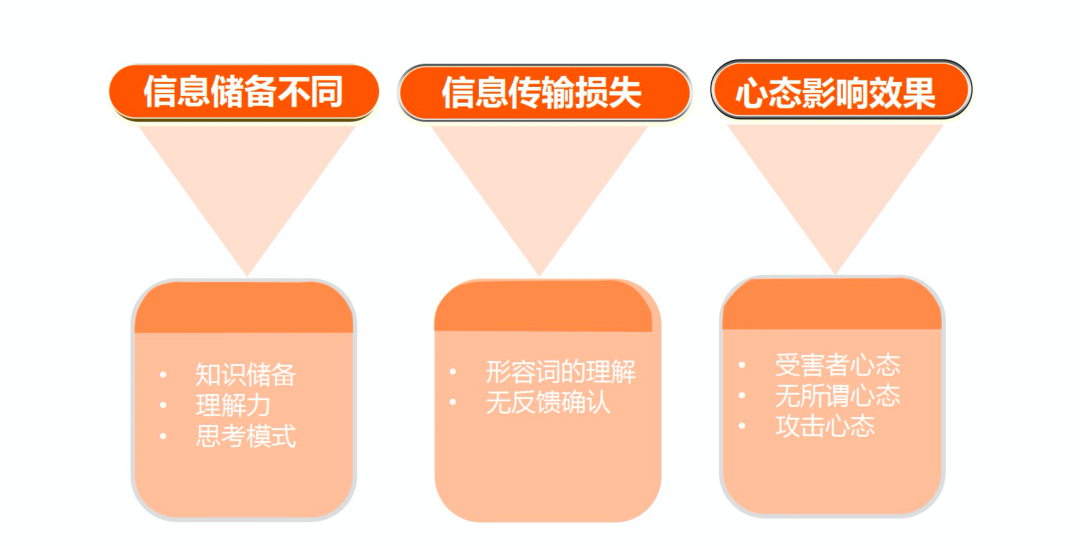 信息储备不同
信息传输损失
心态影响效果
• 知识储备
• 理解力
• 思考模式
• 形容词的理解
• 无反馈确认
• 受害者心态
• 无所谓心态
• 攻击心态